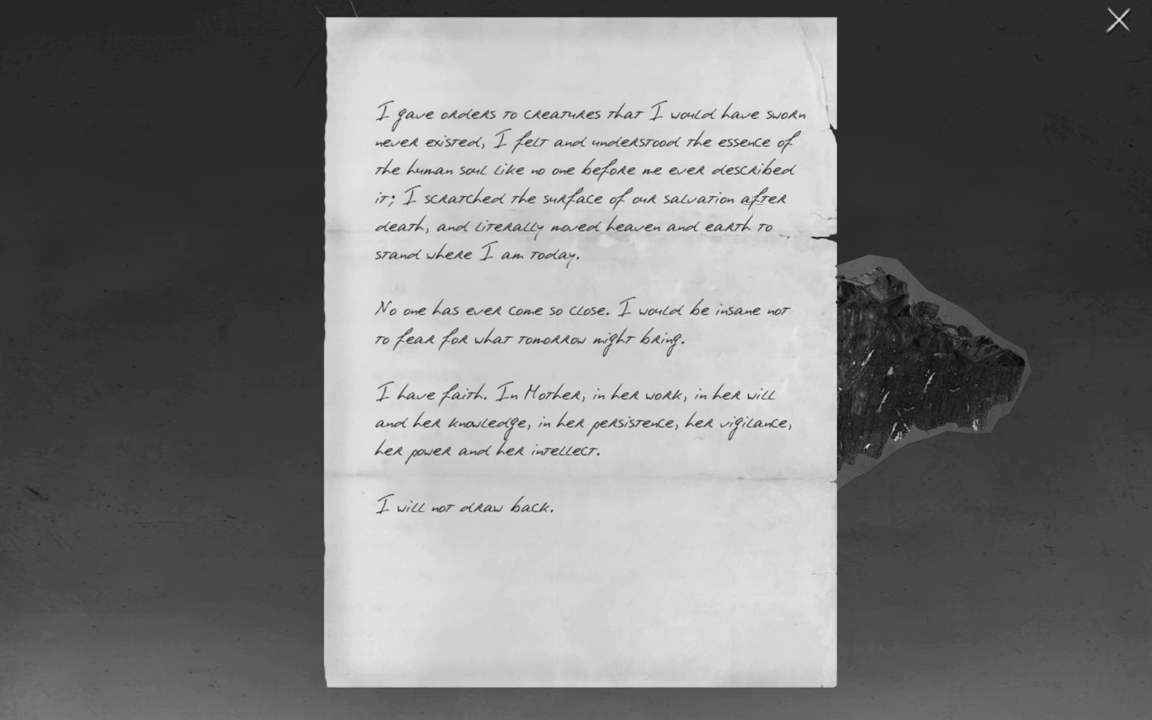 I gave orders to creatures that I would have sworn
never existed, I felt and understood the essence of
the human soul like no one before me ever described
it; I scratched the surface of our salvation after
death, and literally moved heaven and earth to
stand where I am today.
No one has ever come so close. I would be insane not
to fear for what tomorrow might bring.
I have faith. In Mother, in her work, in her will
and her knowledge, in her persistence, her vigilance,
her power and her intellect.
I will not draw back.